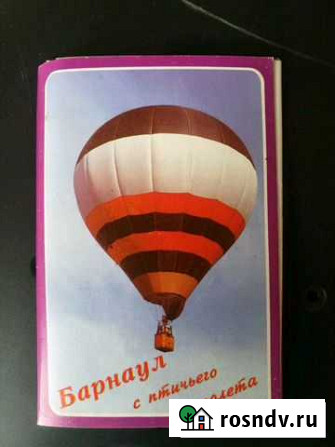 Барнаул
с птичьего
rosndv.ru